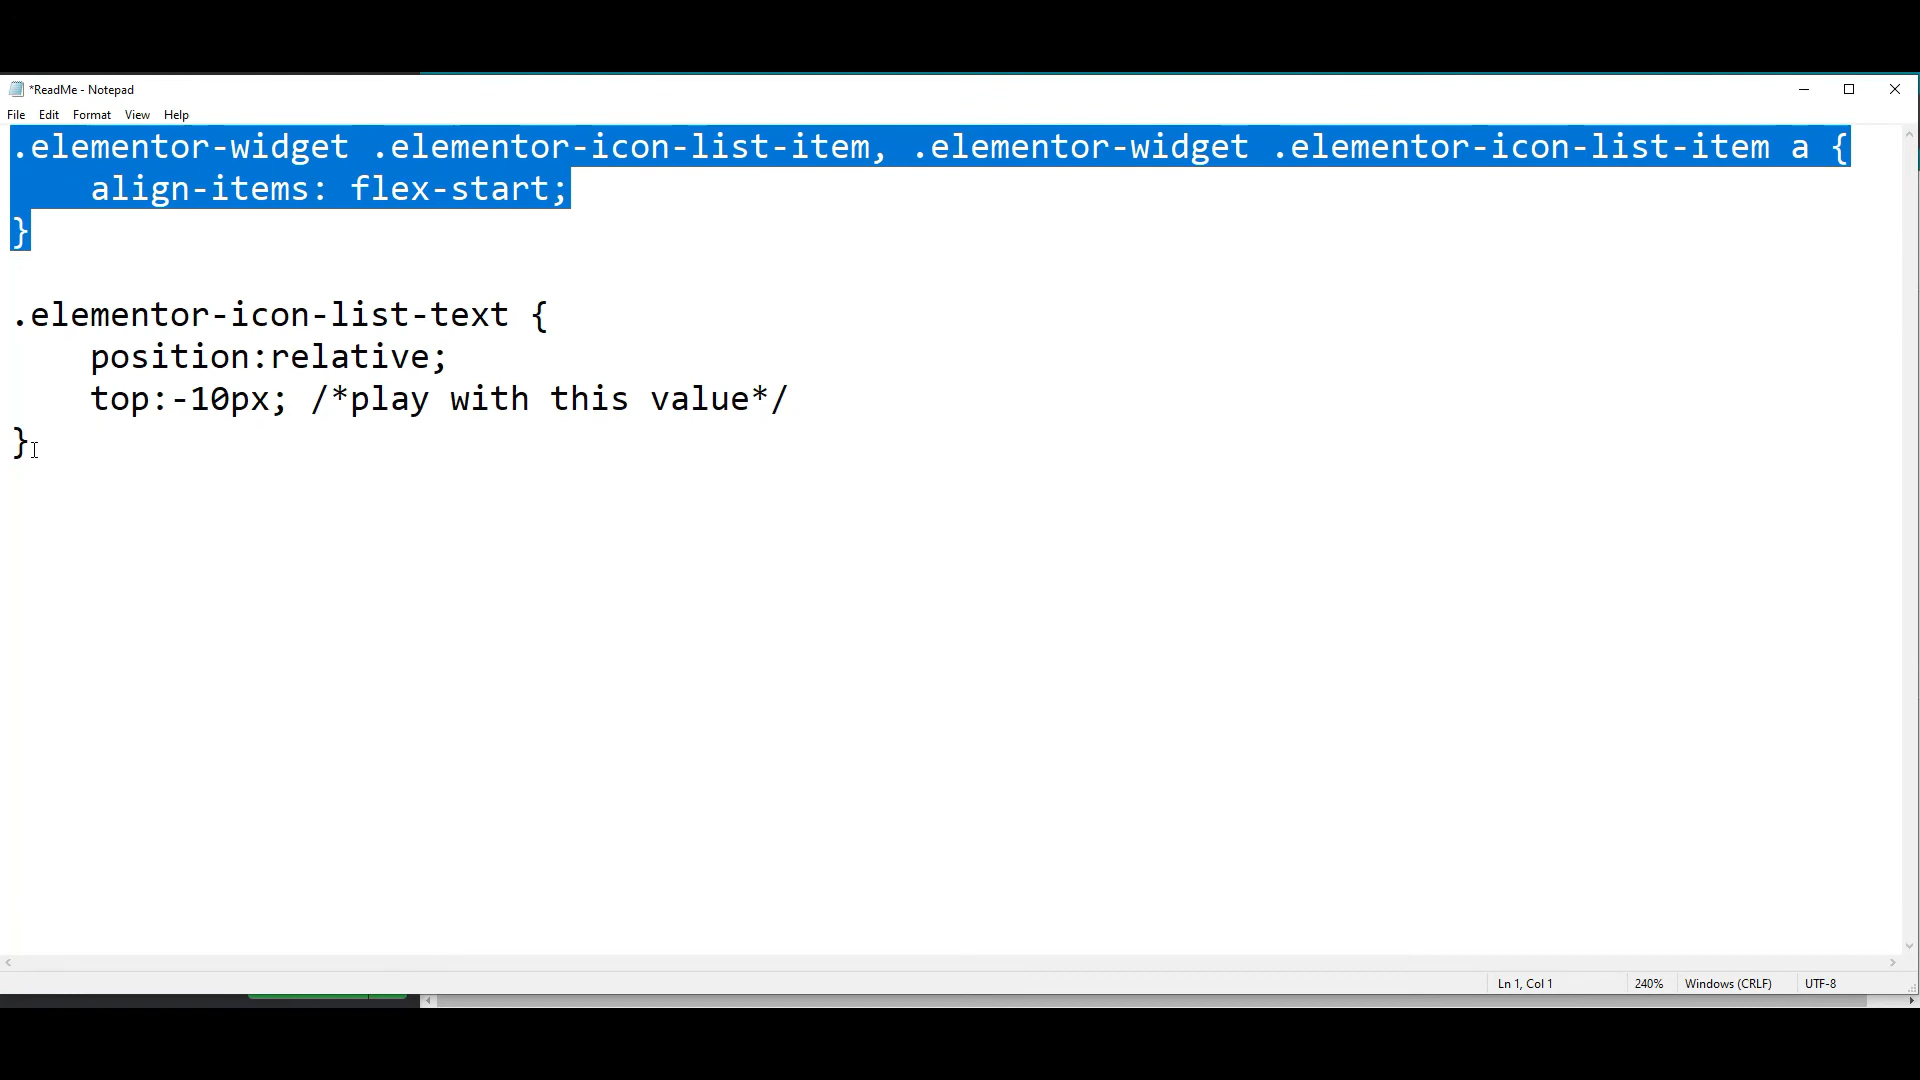 *ReadMe - Notepad
File Edit Format View Help
.elementor-widget .elementor-icon-list-item, .elementor-widget .elementor-icon-list-item a {
    align-items: flex-start;
}
.elementor-icon-list-text {
    position:relative;
    top:-10px; /*play with this value*/
}
Ln 1, Col 1 240% Windows (CRLF) UTF-8